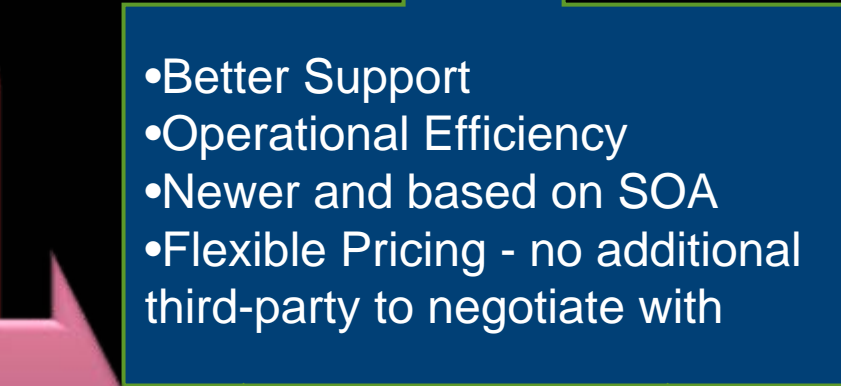 •Better Support
•Operational Efficiency
•Newer and based on SOA
•Flexible Pricing - no additional
third-party to negotiate with